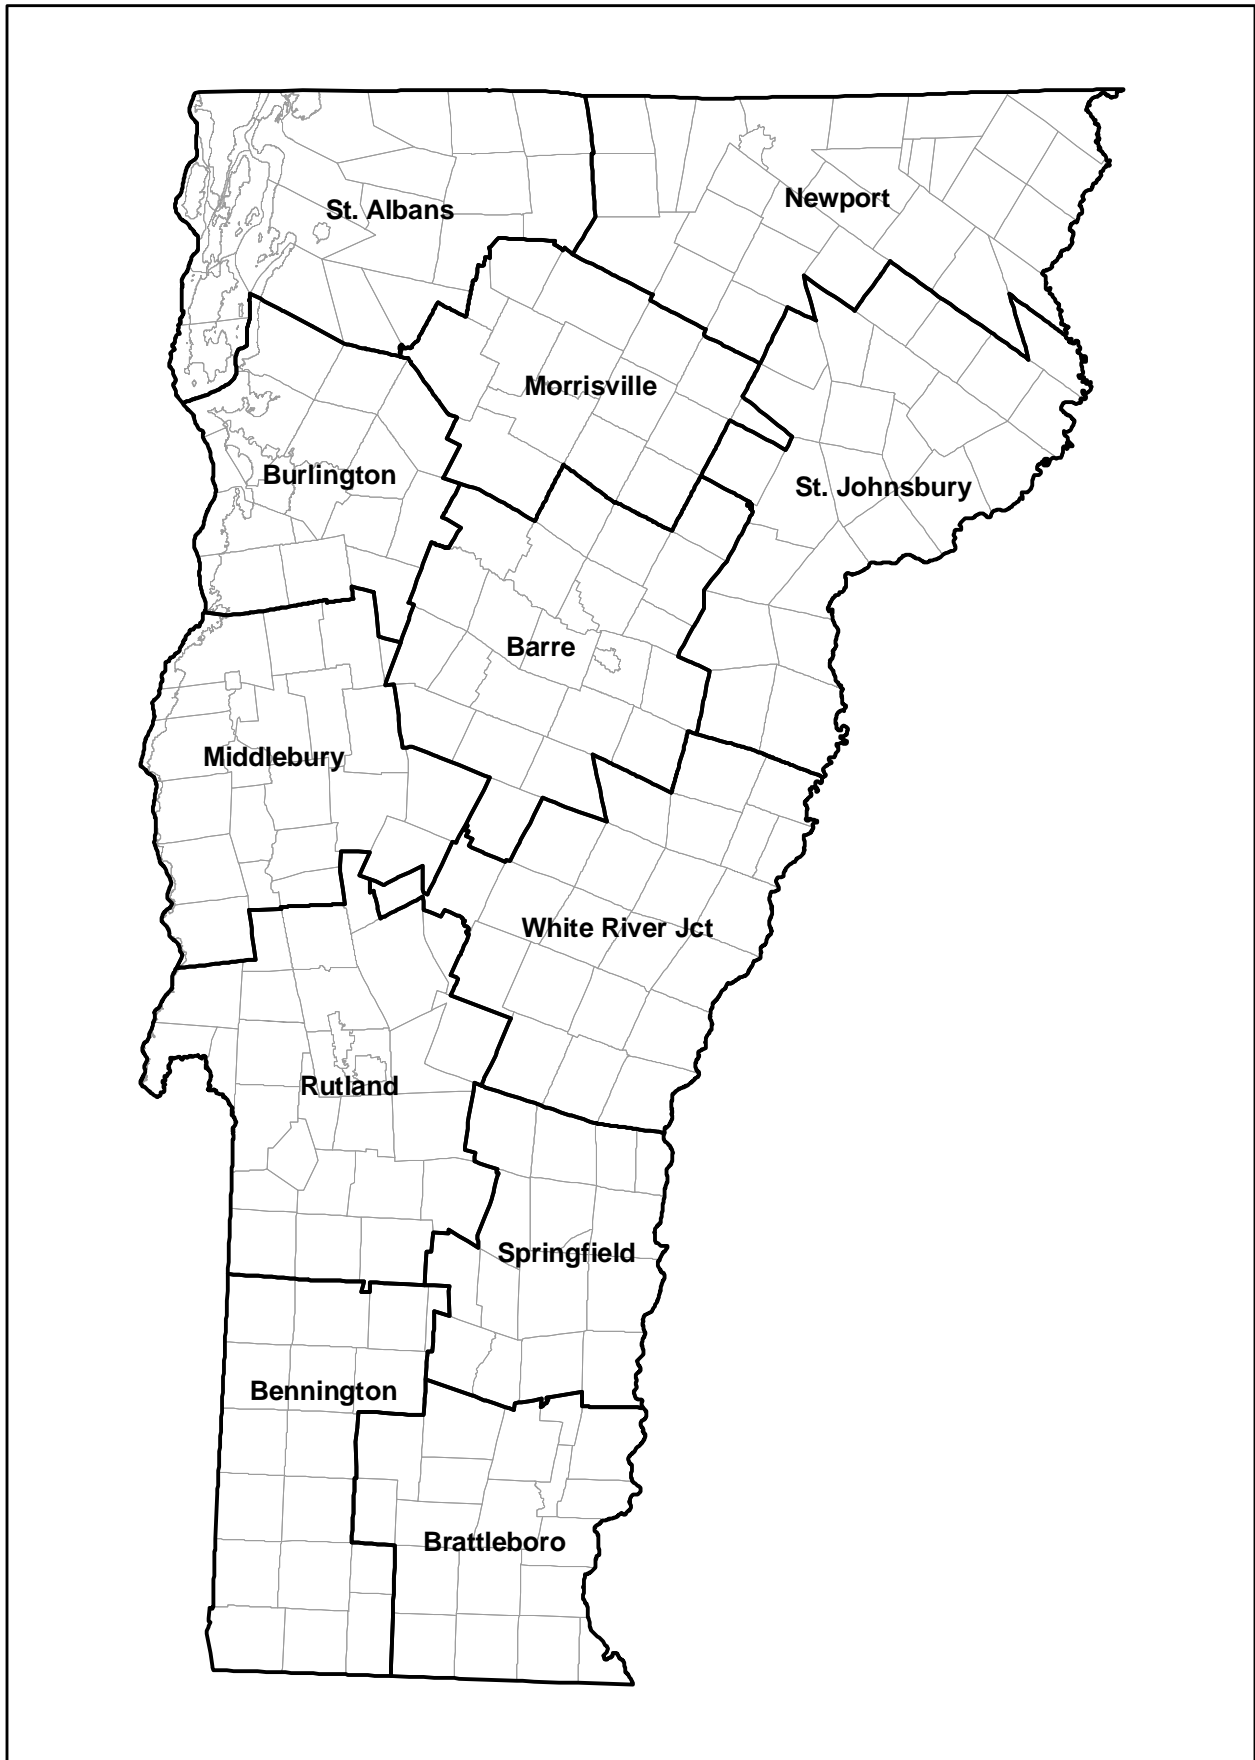 Newport
St. Albans
Morrisville
Burlington
St. Johnsbury
Barre
Middlebury
White River Jct
Rutland
Springfield
Bennington
Brattleboro